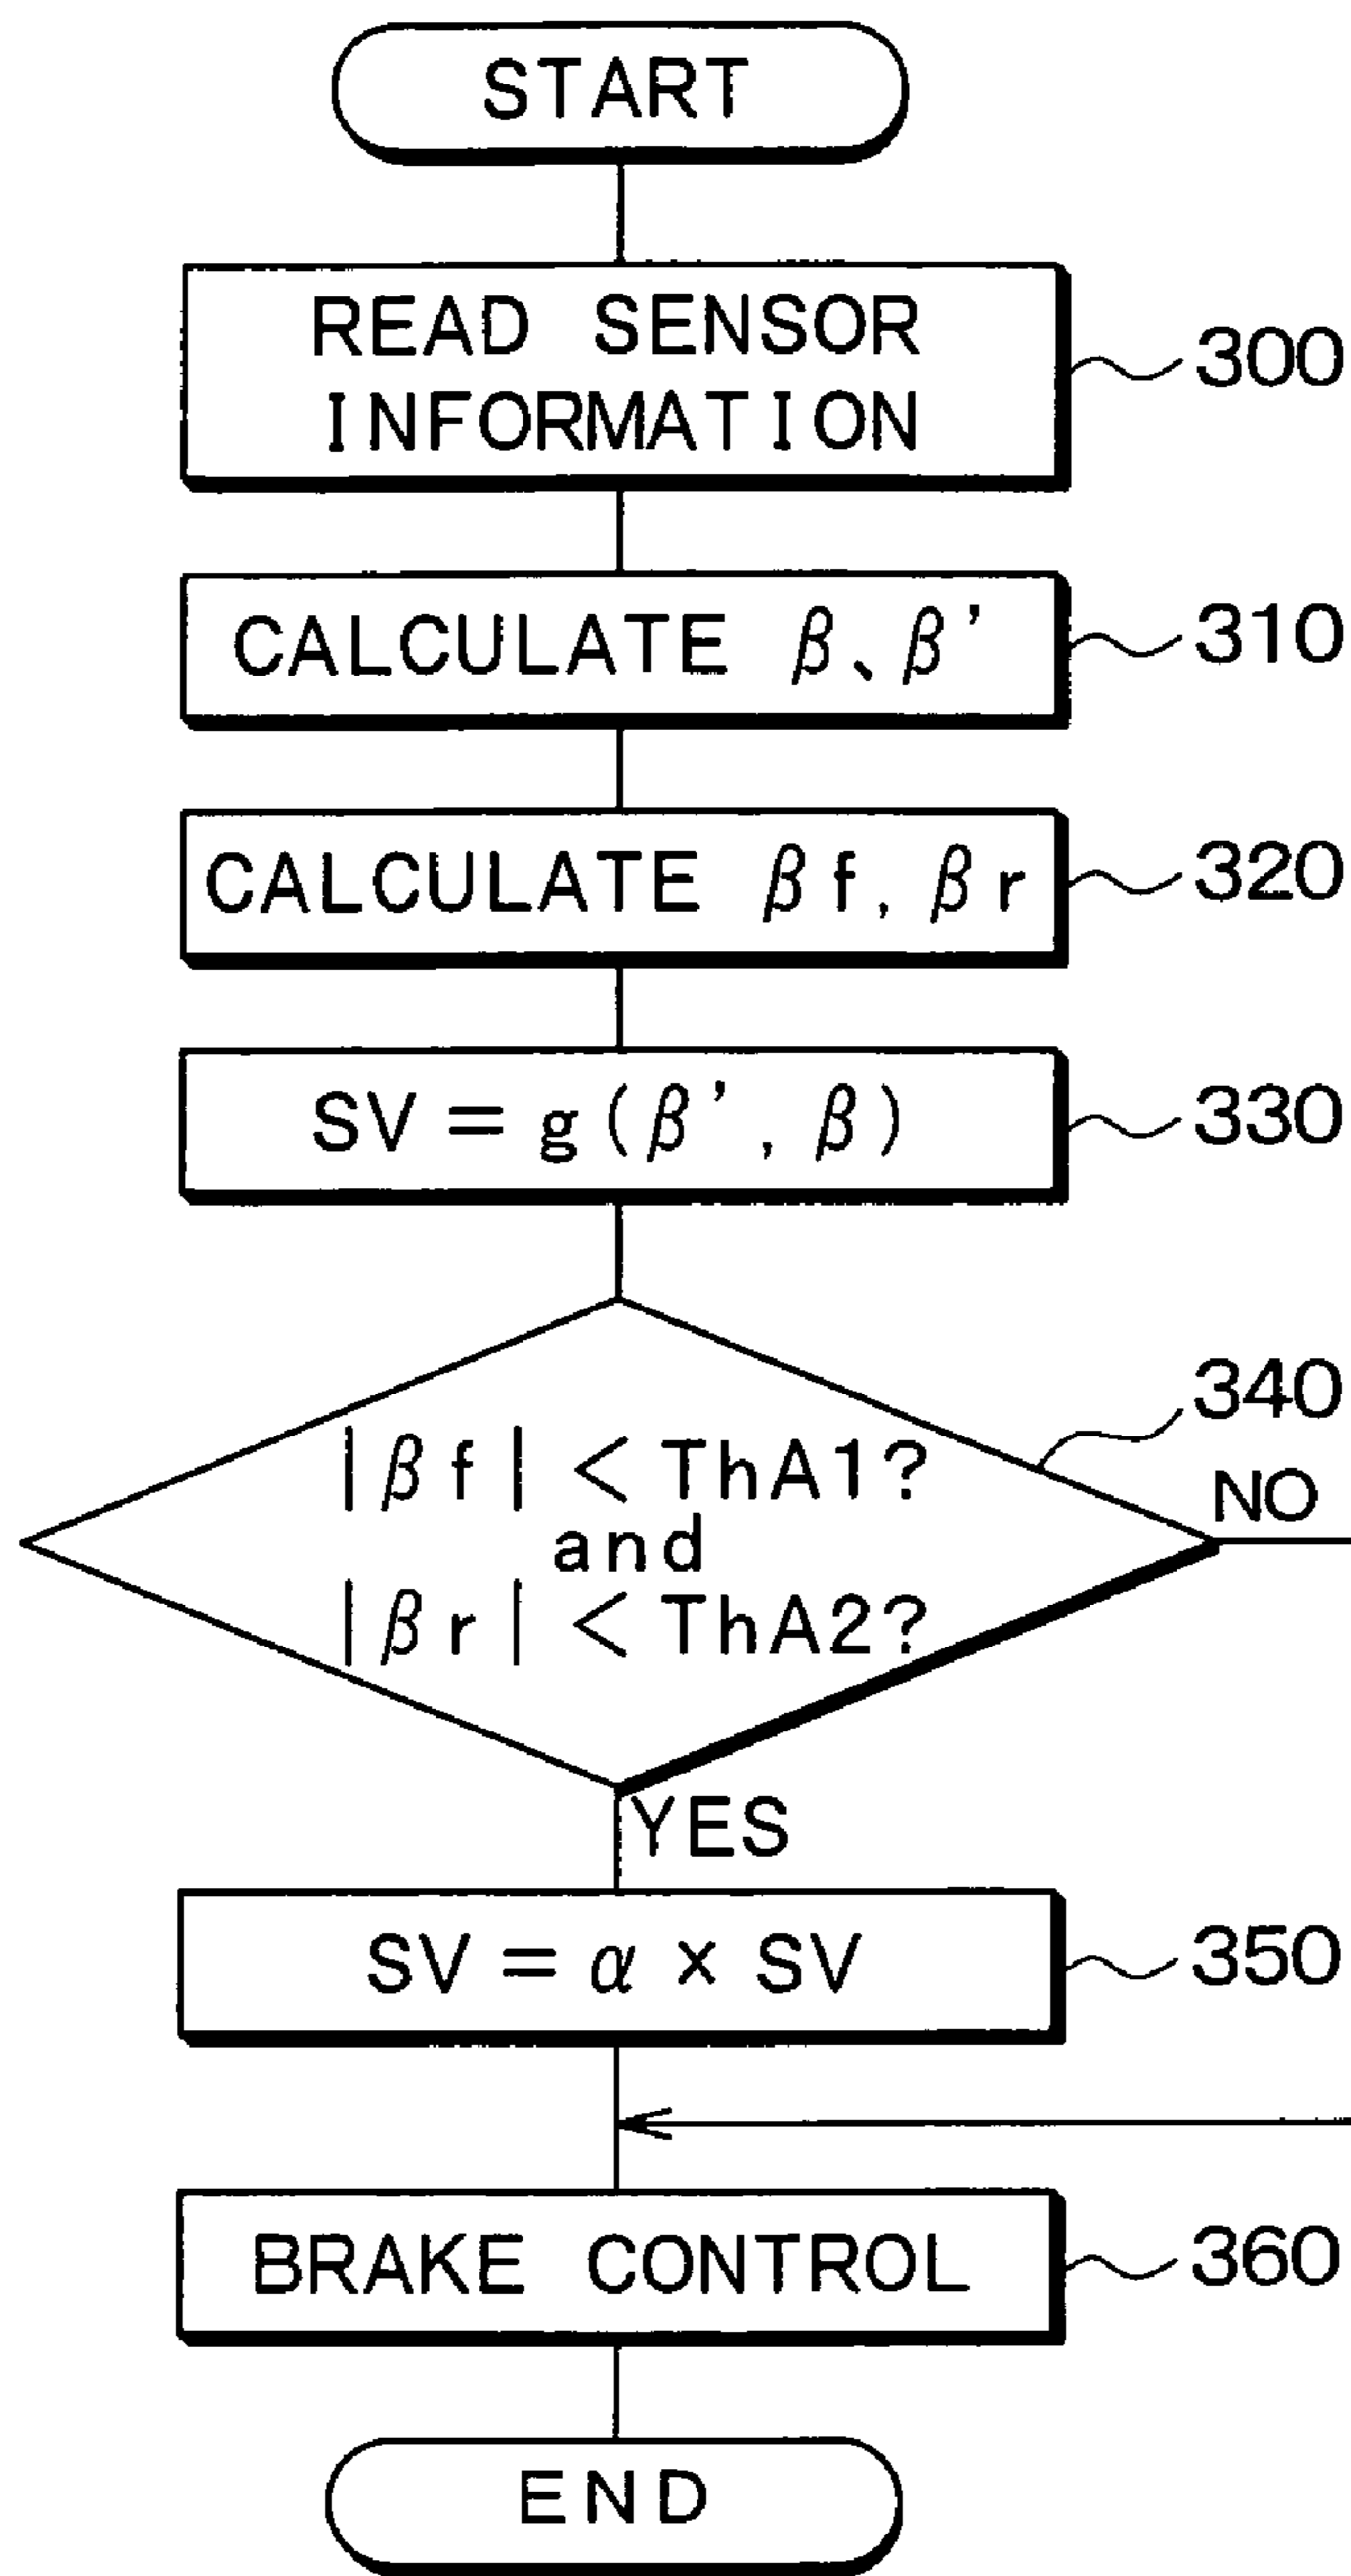 START
READ SENSOR
INFORMATION
300
CALCULATE β、β'
310
CALCULATE βf, βr
320
SV = g(β', β)
330
340
|βf| < ThA1?
and
|βr| < ThA2?
NO
YES
SV = α × SV
350
BRAKE CONTROL
360
END